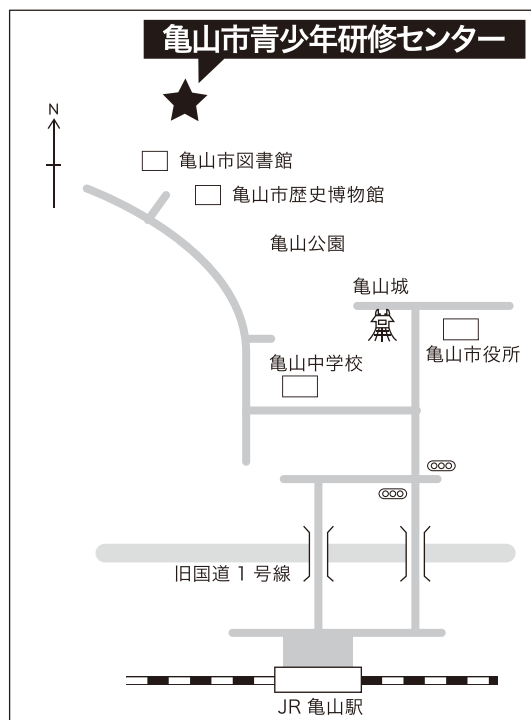 亀山市青少年研修センター
N
亀山市図書館
亀山市歴史博物館
亀山公園
亀山城
亀山市役所
亀山中学校
旧国道1号線
JR 亀山駅